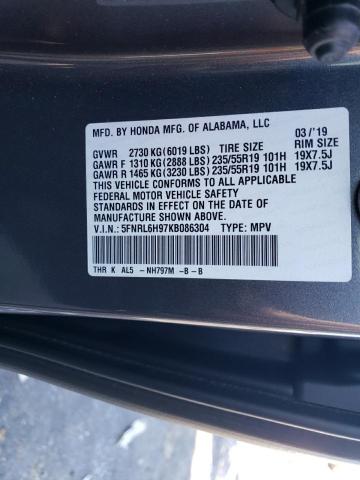 MFD. BY HONDA MFG. OF ALABAMA, LLC 03/'19
GVWR 2730 KG(6019 LBS) TIRE SIZE RIM SIZE
GAWR F 1310 KG(2888 LBS) 235/55R19 101H 19X7.5J
GAWR R 1465 KG(3230 LBS) 235/55R19 101H 19X7.5J
THIS VEHICLE CONFORMS TO ALL APPLICABLE
FEDERAL MOTOR VEHICLE SAFETY
STANDARDS IN EFFECT ON THE DATE OF
MANUFACTURE SHOWN ABOVE.
V.I.N.: 5FNRL6H97KB086304 TYPE: MPV
THR K AL5 -NH797M -B -B